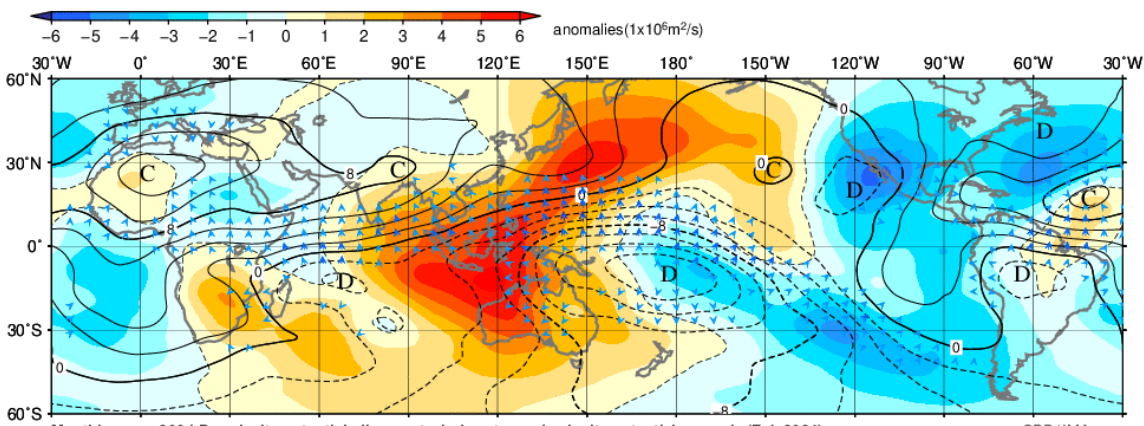 −6 −5 −4 −3 −2 −1 0 1 2 3 4 5 6 anomalies(1x10⁶m²/s)
30°W 0° 30°E 60°E 90°E 120°E 150°E 180° 150°W 120°W 90°W 60°W 30°W
60°N
0
D
30°N
C 8 C 0 C D
0 C
8 −8
0°
0 D D D
30°S
0
0
−8
60°S